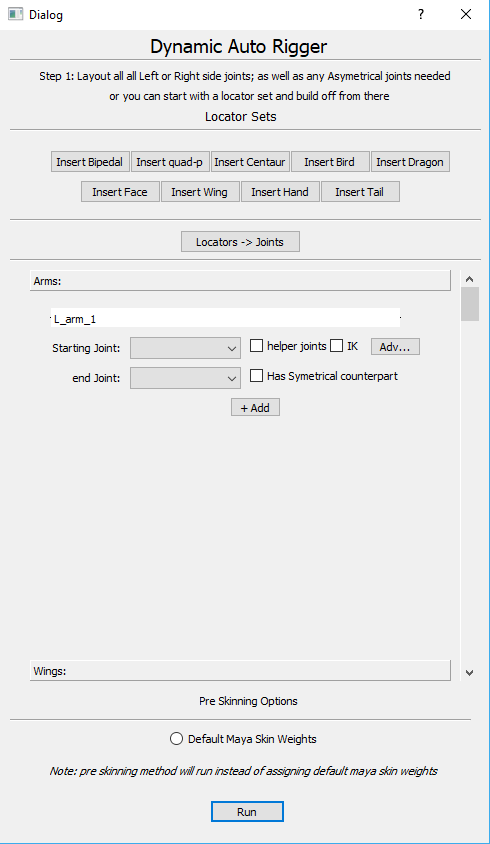 Dialog
?
Dynamic Auto Rigger
Step 1: Layout all all Left or Right side joints; as well as any Asymetrical joints needed
or you can start with a locator set and build off from there
Locator Sets
Insert Bipedal Insert quad-p Insert Centaur Insert Bird Insert Dragon
Insert Face Insert Wing Insert Hand Insert Tail
Locators -> Joints
Arms:
L_arm_1
Starting Joint: helper joints IK Adv...
end Joint: Has Symetrical counterpart
+ Add
Wings:
Pre Skinning Options
Default Maya Skin Weights
Note: pre skinning method will run instead of assigning default maya skin weights
Run